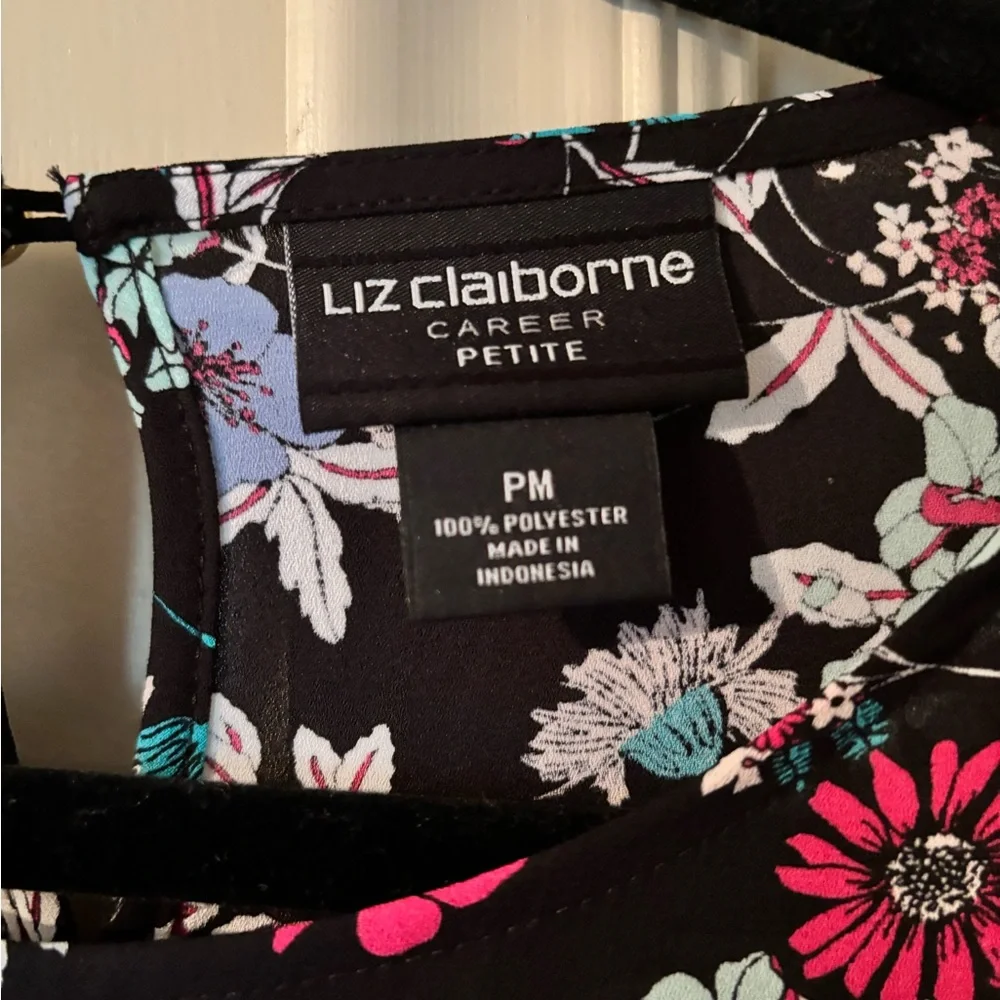 LIZ claiborne
CAREER
PETITE
PM
100% POLYESTER
MADE IN
INDONESIA